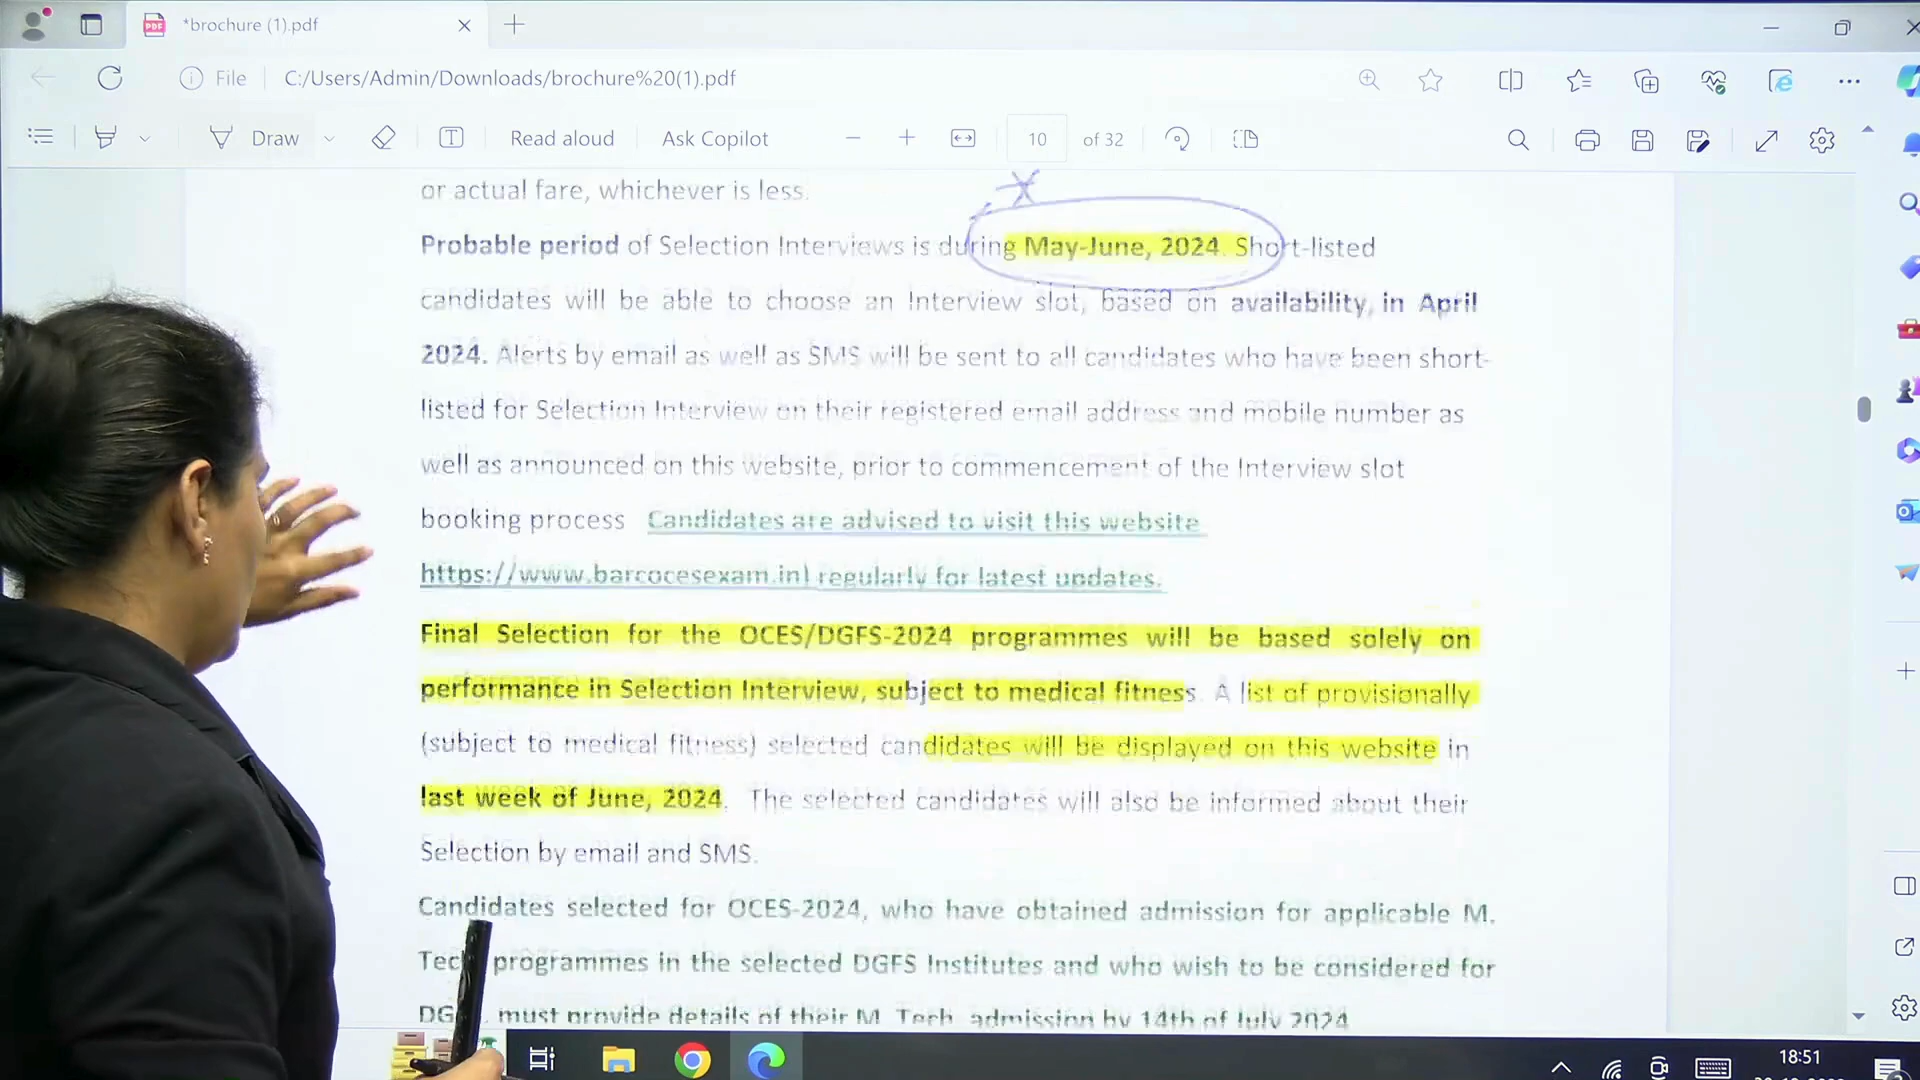 *brochure (1).pdf
File
C:/Users/Admin/Downloads/brochure%20(1).pdf
Draw
Read aloud
Ask Copilot
10 of 32
or actual fare, whichever is less.
Probable period of Selection Interviews is during May-June, 2024. Short-listed
candidates will be able to choose an Interview slot, based on availability, in April
2024. Alerts by email as well as SMS will be sent to all candidates who have been short-
listed for Selection Interview on their registered email address and mobile number as
well as announced on this website, prior to commencement of the Interview slot
booking process Candidates are advised to visit this website
https://www.barcocesexam.in) regularly for latest updates.
Final Selection for the OCES/DGFS-2024 programmes will be based solely on
performance in Selection Interview, subject to medical fitness. A list of provisionally
(subject to medical fitness) selected candidates will be displayed on this website in
last week of June, 2024. The selected candidates will also be informed about their
Selection by email and SMS.
Candidates selected for OCES-2024, who have obtained admission for applicable M.
Tech programmes in the selected DGFS Institutes and who wish to be considered for
must provide details of their M. Tech. admission by 14th of July 2024
18:51